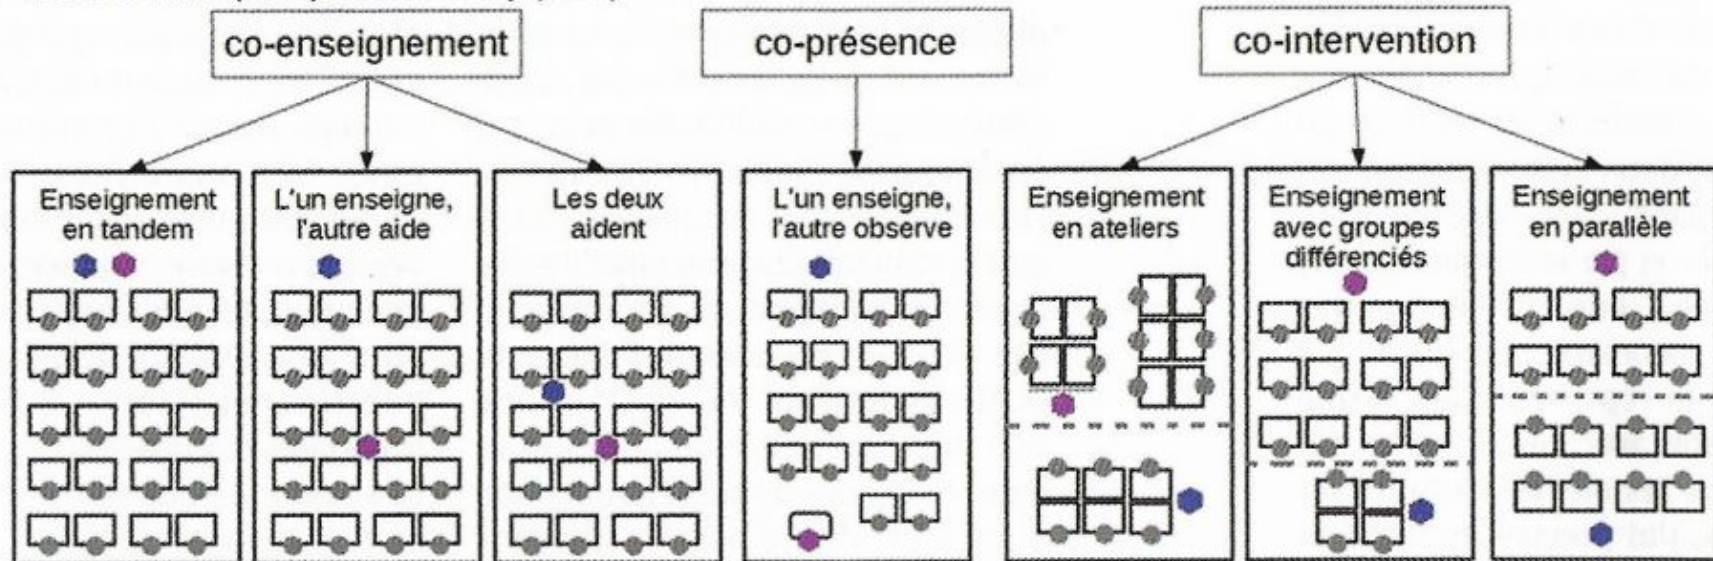 co-enseignement
co-présence
co-intervention
Enseignement
en tandem
L'un enseigne,
l'autre aide
Les deux
aident
L'un enseigne,
l'autre observe
Enseignement
en ateliers
Enseignement
avec groupes
différenciés
Enseignement
en parallèle